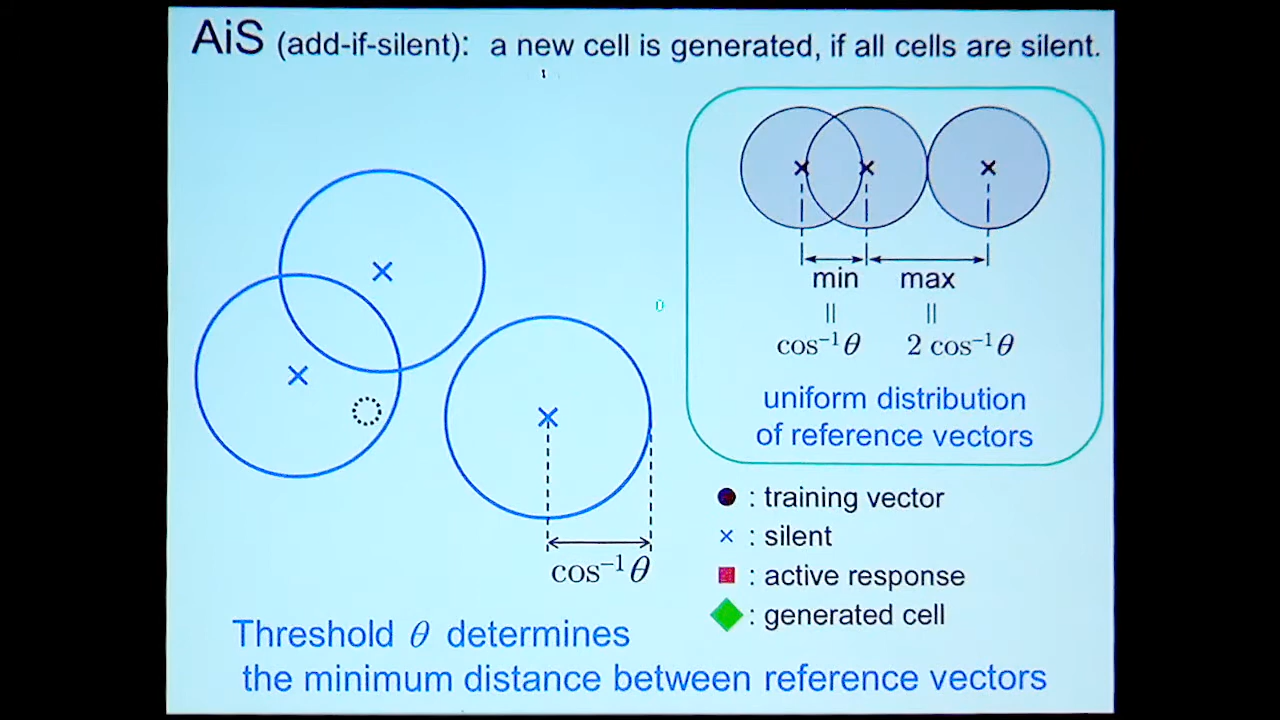 AiS (add-if-silent): a new cell is generated, if all cells are silent.
min max
cos⁻¹θ 2 cos⁻¹θ
uniform distribution
of reference vectors
cos⁻¹θ
: training vector
: silent
: active response
: generated cell
Threshold θ determines
the minimum distance between reference vectors